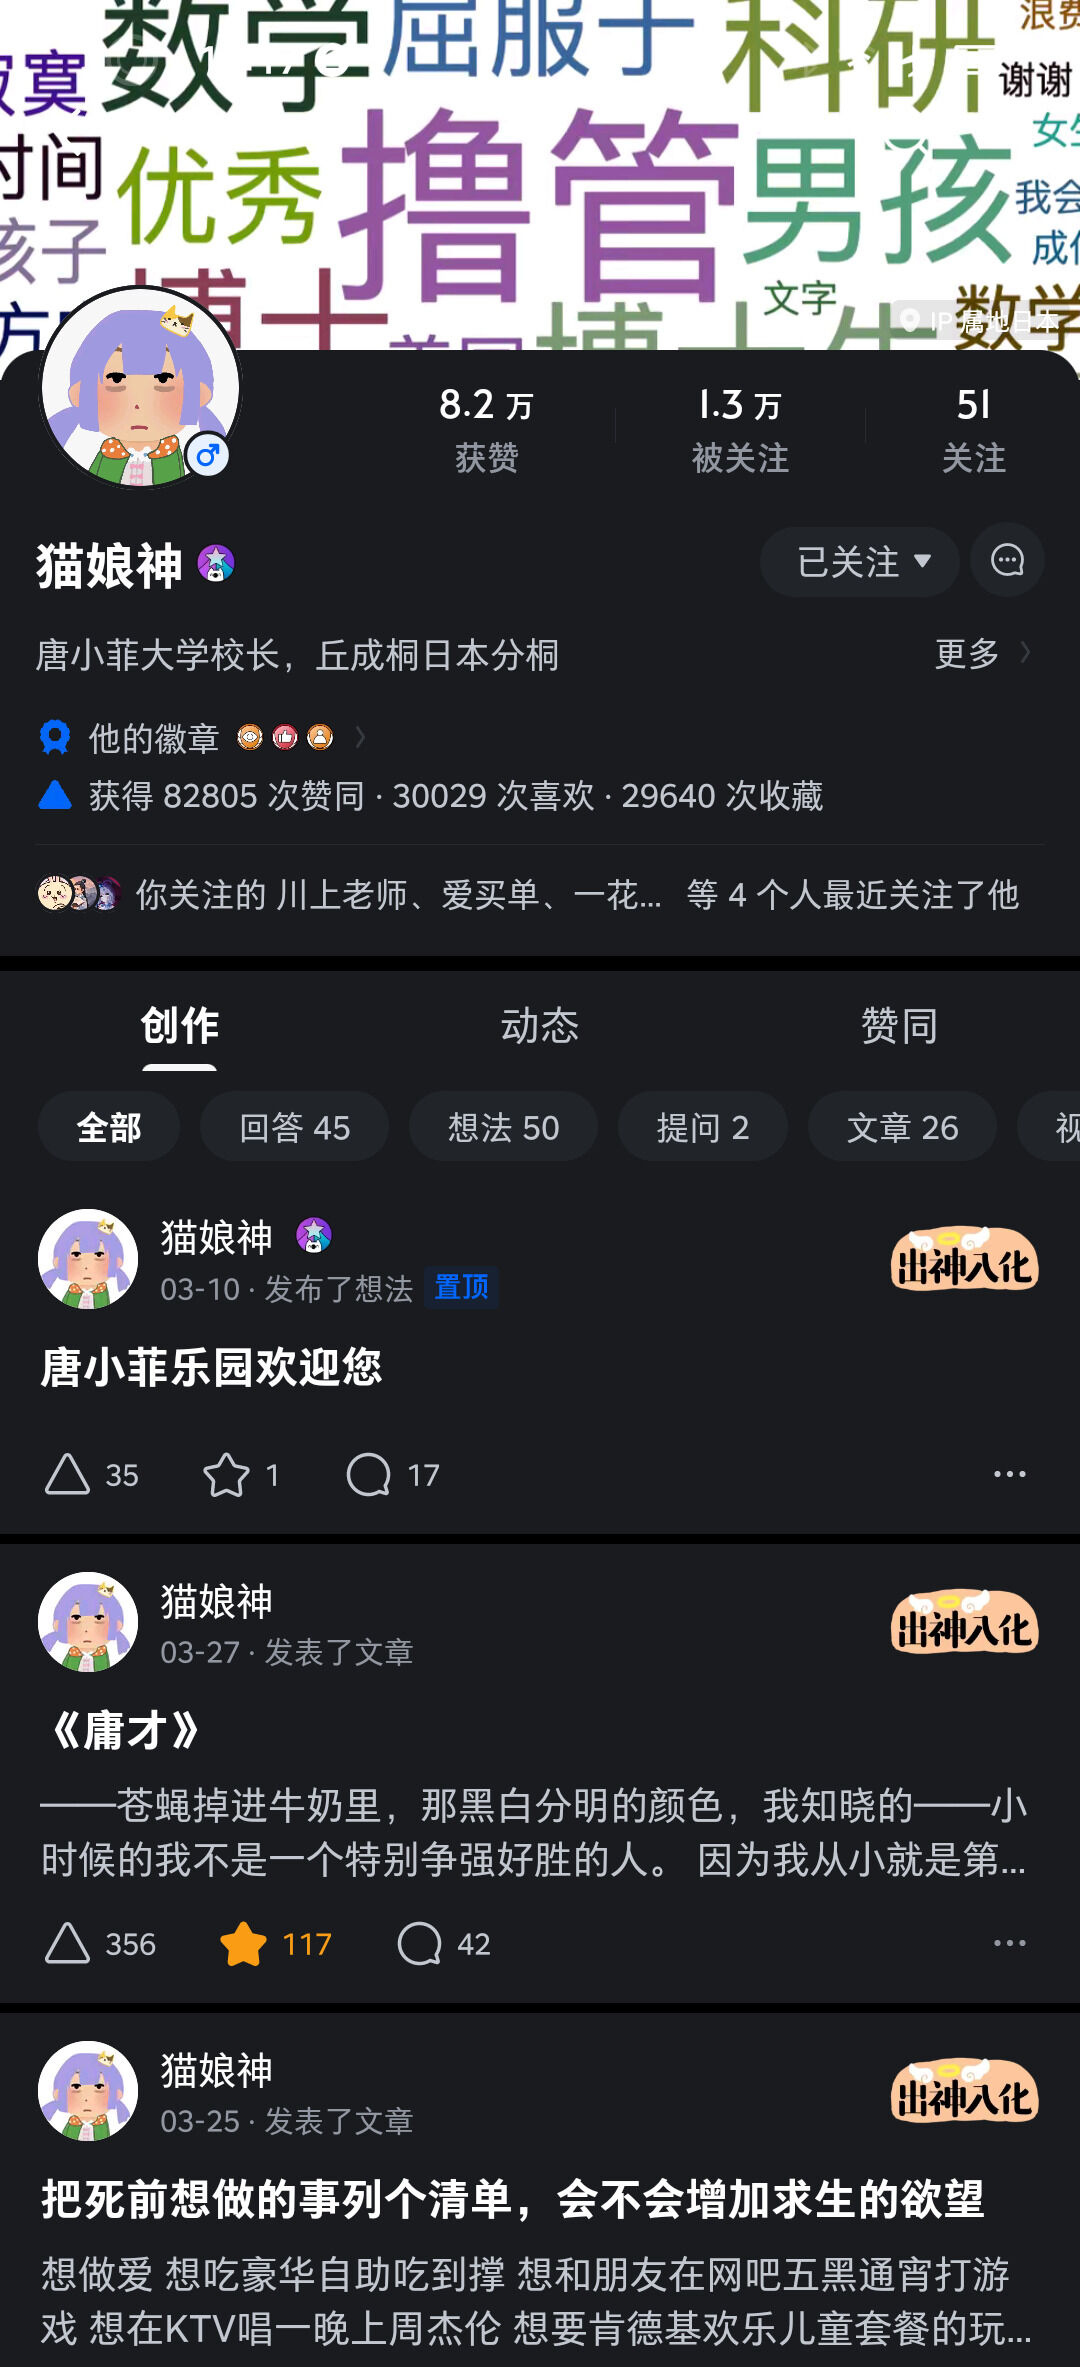 数学
屈服于
科研
浪费
谢谢
寂寞
撸管
女生
时间
优秀
男孩
我会
孩子
文字
博士
博士生
数学
IP 属地日本
8.2 万
1.3 万
51
获赞
被关注
关注
猫娘神
已关注
唐小菲大学校长，丘成桐日本分桐
更多
他的徽章
获得 82805 次赞同 · 30029 次喜欢 · 29640 次收藏
你关注的 川上老师、爱买单、一花... 等 4 个人最近关注了他
创作
动态
赞同
全部
回答 45
想法 50
提问 2
文章 26
视
猫娘神
出神入化
03-10 · 发布了想法 置顶
唐小菲乐园欢迎您
35
1
17
猫娘神
出神入化
03-27 · 发表了文章
《庸才》
——苍蝇掉进牛奶里，那黑白分明的颜色，我知晓的——小
时候的我不是一个特别争强好胜的人。 因为我从小就是第...
356
117
42
猫娘神
出神入化
03-25 · 发表了文章
把死前想做的事列个清单，会不会增加求生的欲望
想做爱 想吃豪华自助吃到撑 想和朋友在网吧五黑通宵打游
戏 想在KTV唱一晚上周杰伦 想要肯德基欢乐儿童套餐的玩...